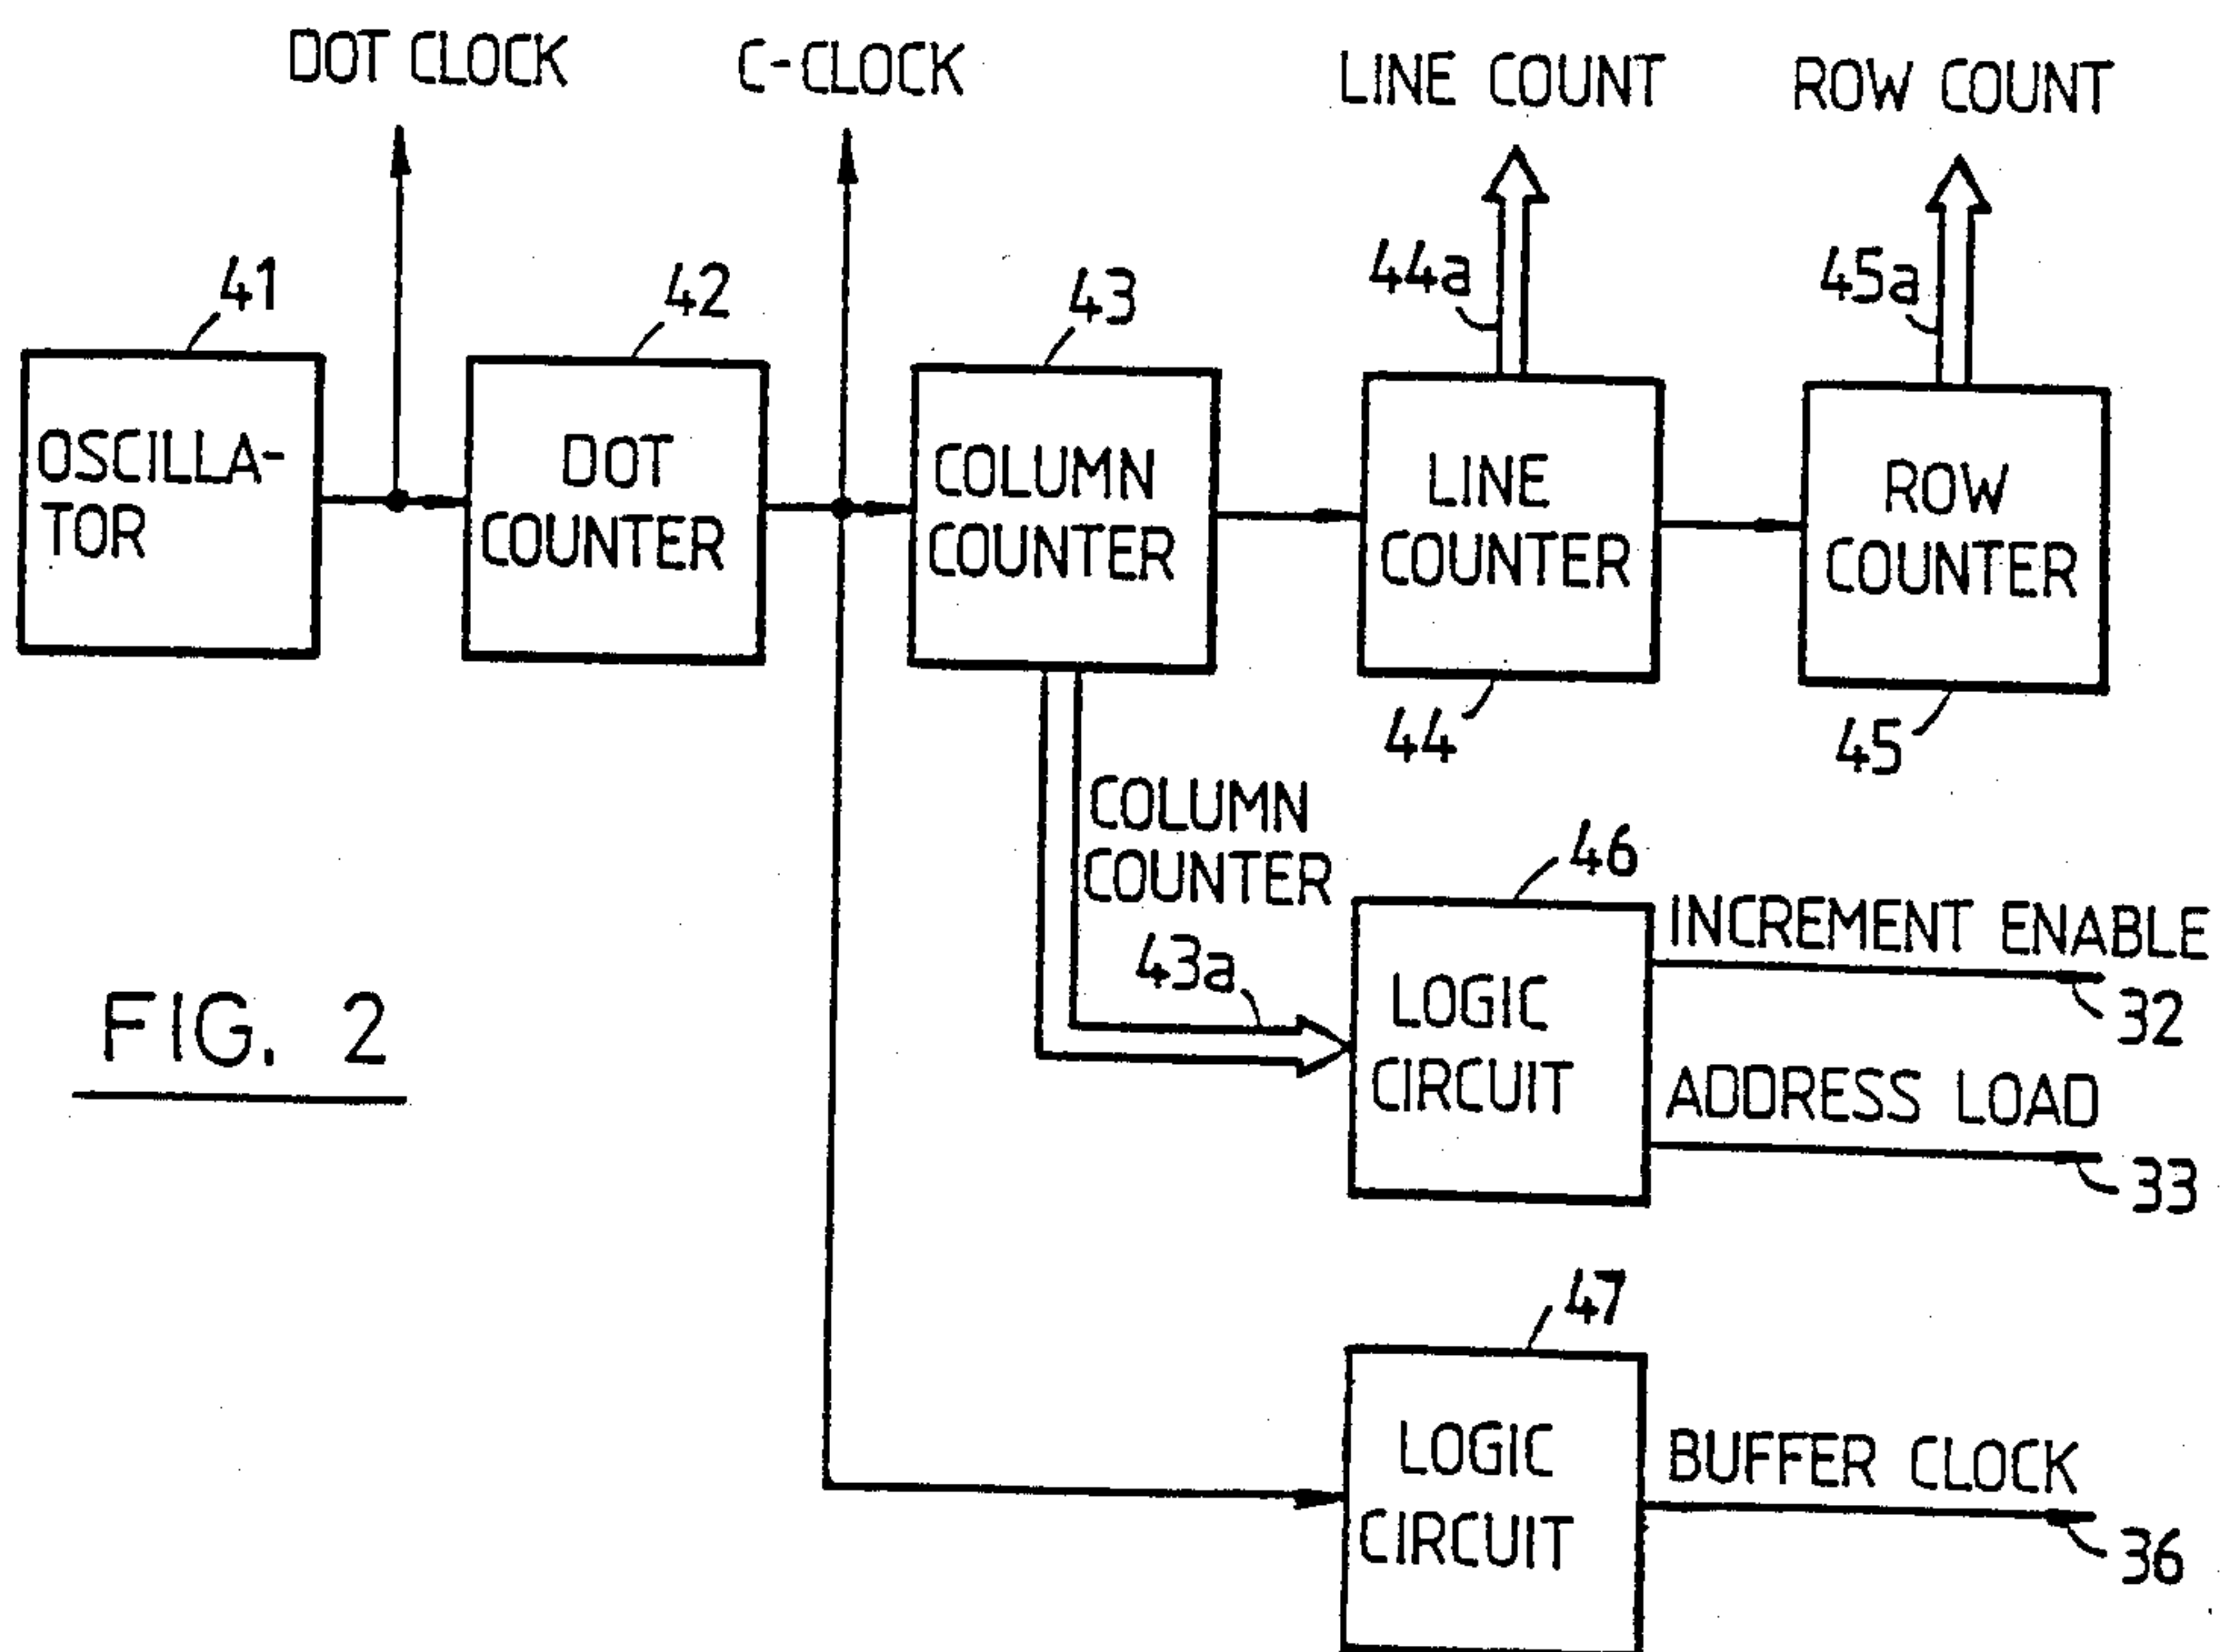 DOT CLOCK
C-CLOCK
LINE COUNT
ROW COUNT
41
42
43
44a
45a
OSCILLA-
TOR
DOT
COUNTER
COLUMN
COUNTER
LINE
COUNTER
ROW
COUNTER
44
45
COLUMN
COUNTER
43a
46
LOGIC
CIRCUIT
INCREMENT ENABLE
32
ADDRESS LOAD
33
FIG. 2
47
LOGIC
CIRCUIT
BUFFER CLOCK
36